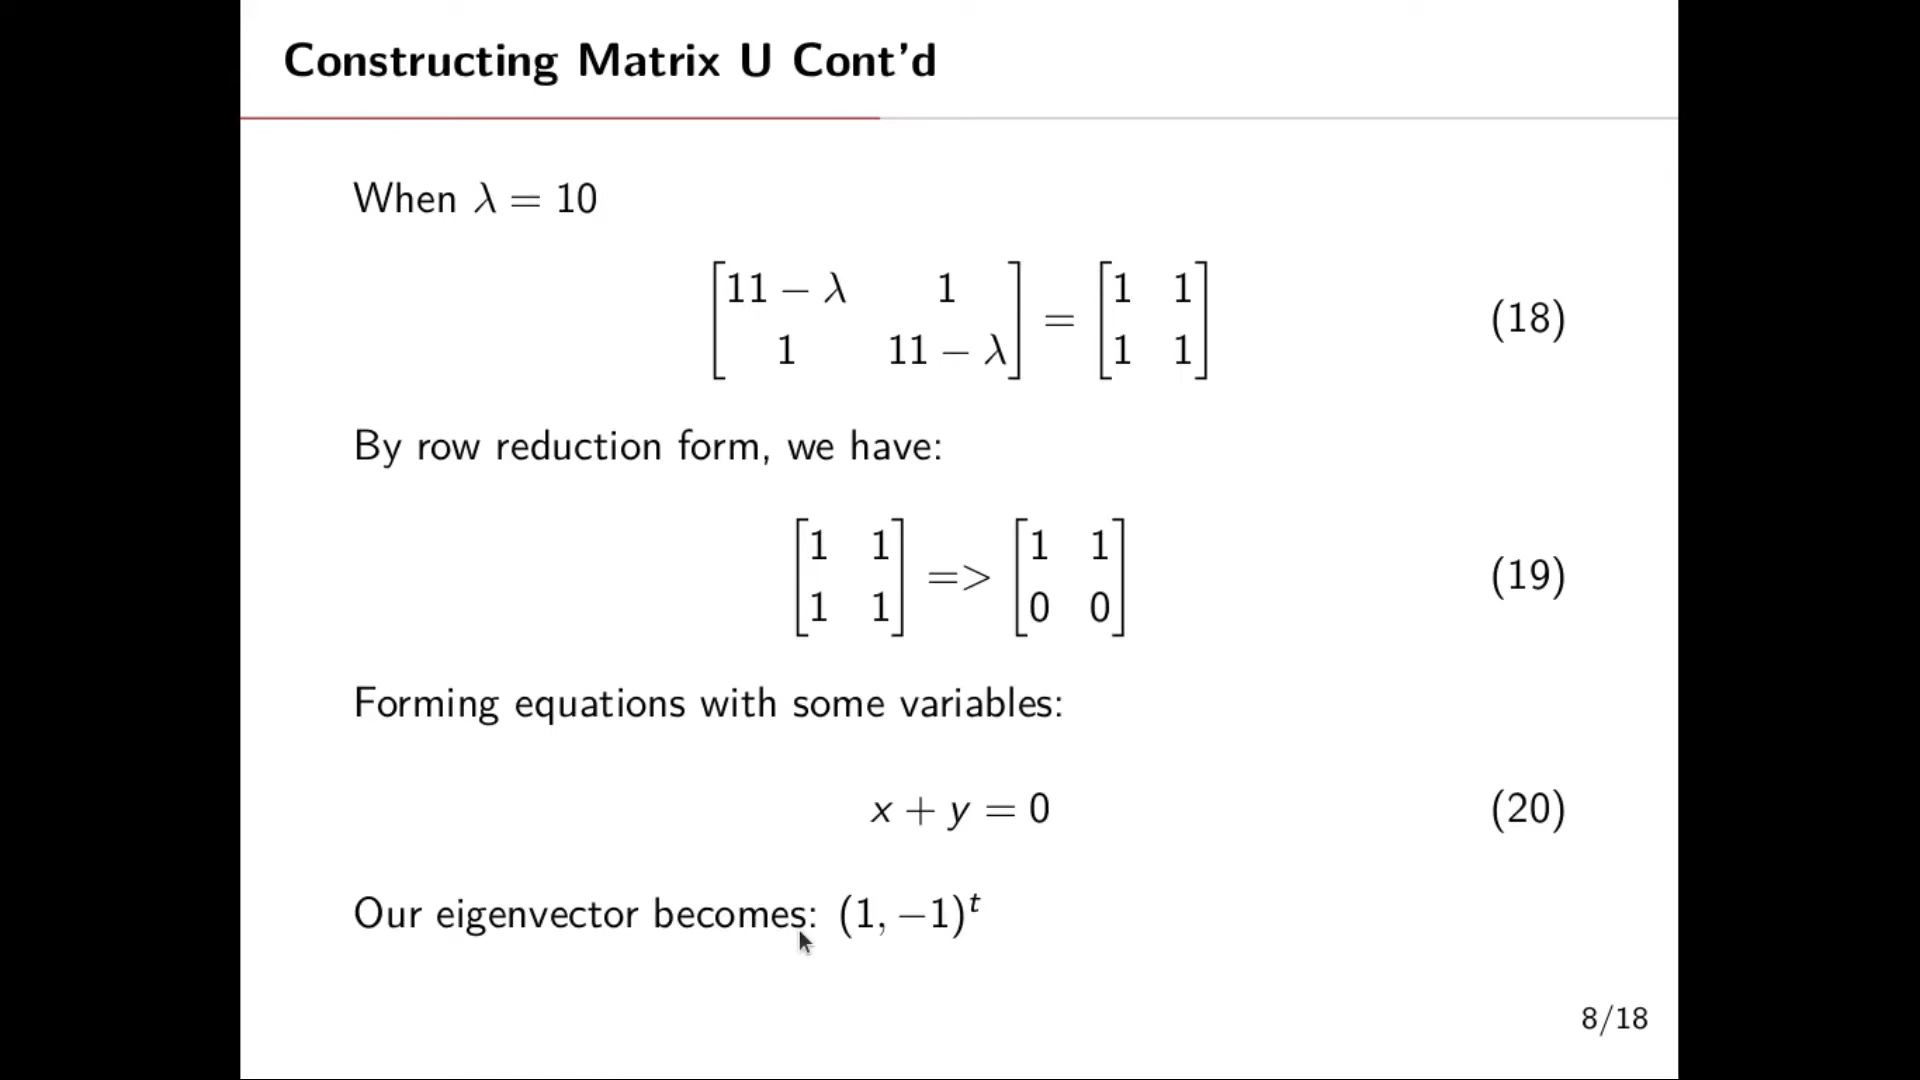 Constructing Matrix U Cont'd
When λ = 10
[11 − λ 1; 1 11 − λ] = [1 1; 1 1] (18)
By row reduction form, we have:
[1 1; 1 1] => [1 1; 0 0] (19)
Forming equations with some variables:
x + y = 0 (20)
Our eigenvector becomes: (1, −1)ᵗ
8/18